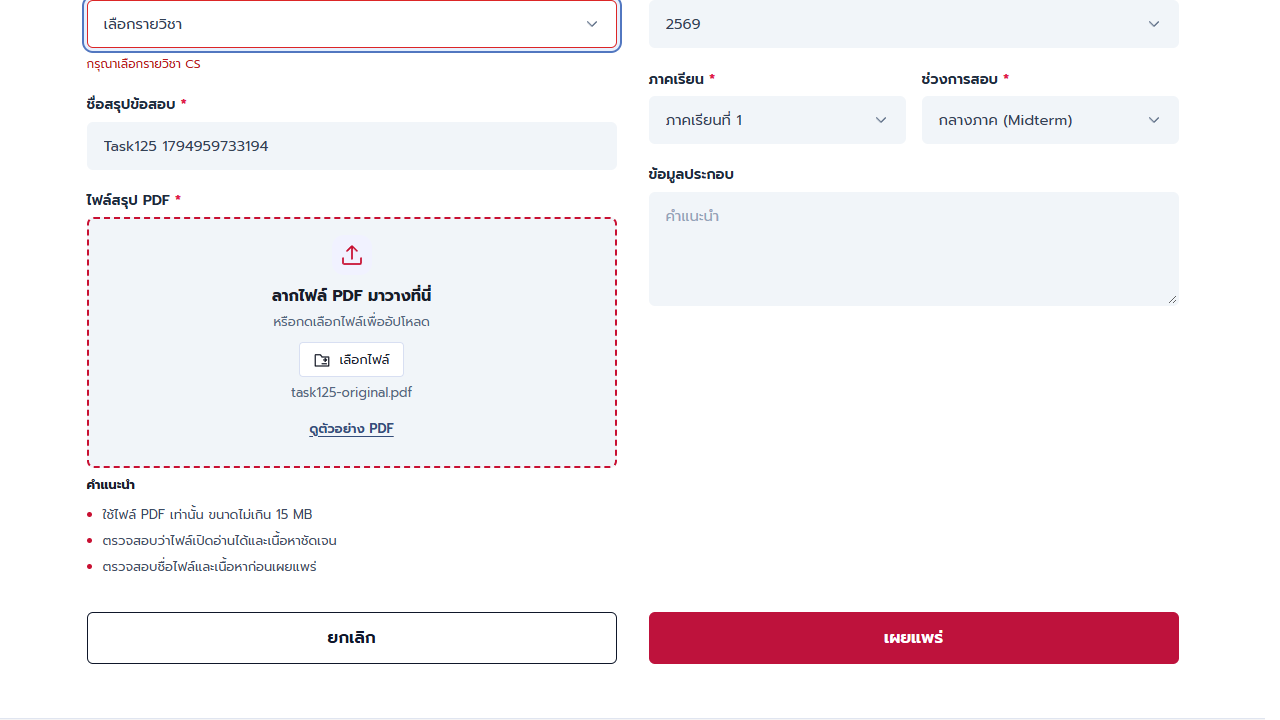 เลือกรายวิชา
กรุณาเลือกรายวิชา CS
ชื่อสรุปข้อสอบ *
Task125 1794959733194
ไฟล์สรุป PDF *
ลากไฟล์ PDF มาวางที่นี่
หรือกดเลือกไฟล์เพื่ออัปโหลด
เลือกไฟล์
task125-original.pdf
ดูตัวอย่าง PDF
คำแนะนำ
ใช้ไฟล์ PDF เท่านั้น ขนาดไม่เกิน 15 MB
ตรวจสอบว่าไฟล์เปิดอ่านได้และเนื้อหาชัดเจน
ตรวจสอบชื่อไฟล์และเนื้อหาก่อนเผยแพร่
2569
ภาคเรียน *
ช่วงการสอบ *
ภาคเรียนที่ 1
กลางภาค (Midterm)
ข้อมูลประกอบ
คำแนะนำ
ยกเลิก
เผยแพร่